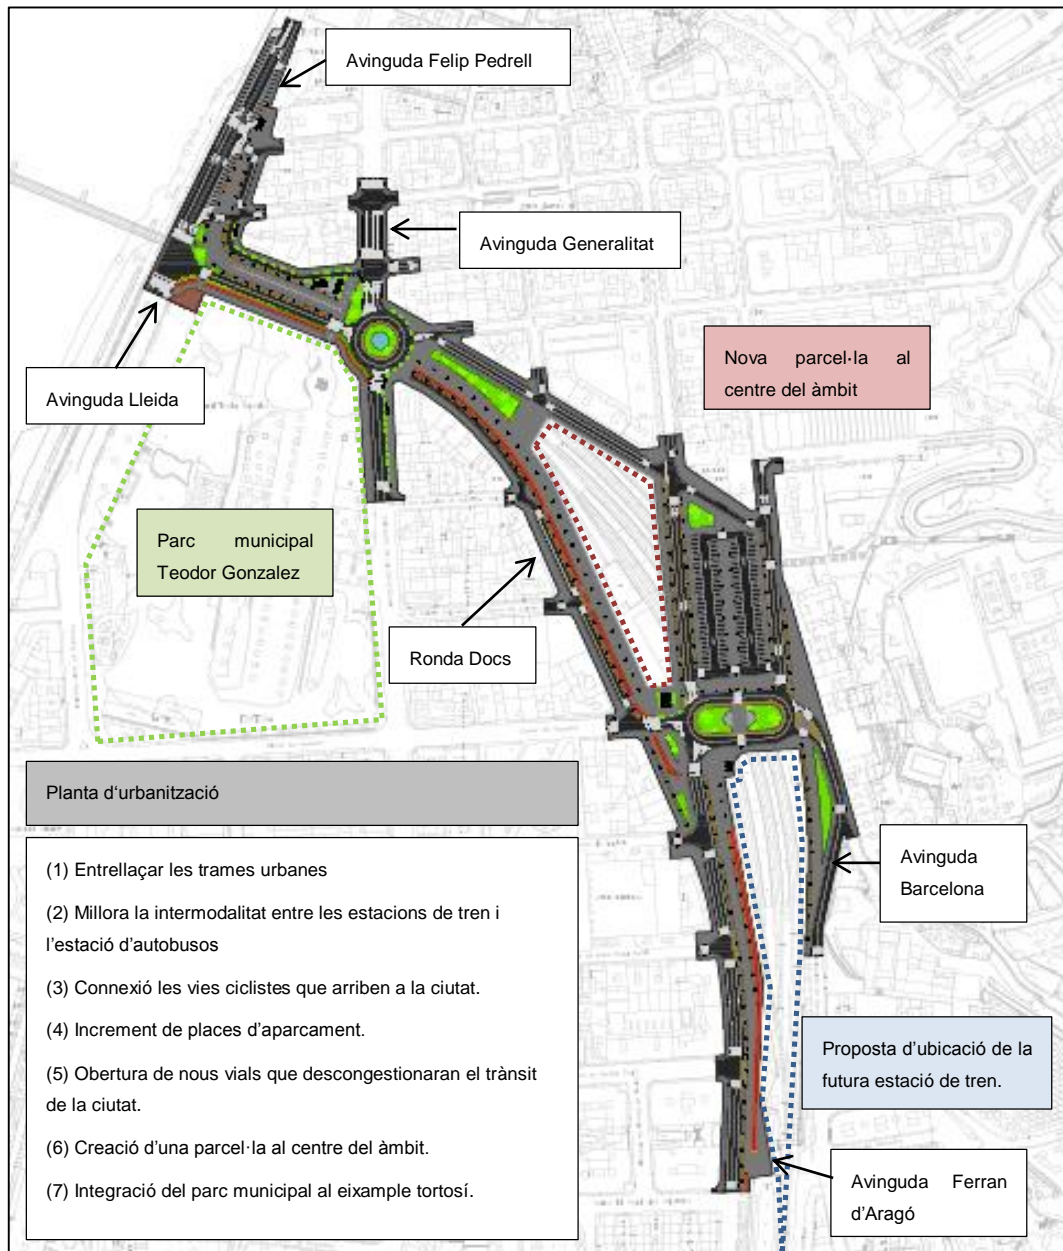 Avinguda Felip Pedrell
Avinguda Generalitat
Nova parcel·la al
centre del àmbit
Avinguda Lleida
Parc municipal
Teodor Gonzalez
Ronda Docs
Planta d‘urbanització
(1) Entrellaçar les trames urbanes
(2) Millora la intermodalitat entre les estacions de tren i
l’estació d’autobusos
(3) Connexió les vies ciclistes que arriben a la ciutat.
(4) Increment de places d’aparcament.
(5) Obertura de nous vials que descongestionaran el trànsit
de la ciutat.
(6) Creació d’una parcel·la al centre del àmbit.
(7) Integració del parc municipal al eixample tortosí.
Avinguda
Barcelona
Proposta d’ubicació de la
futura estació de tren.
Avinguda Ferran
d’Aragó